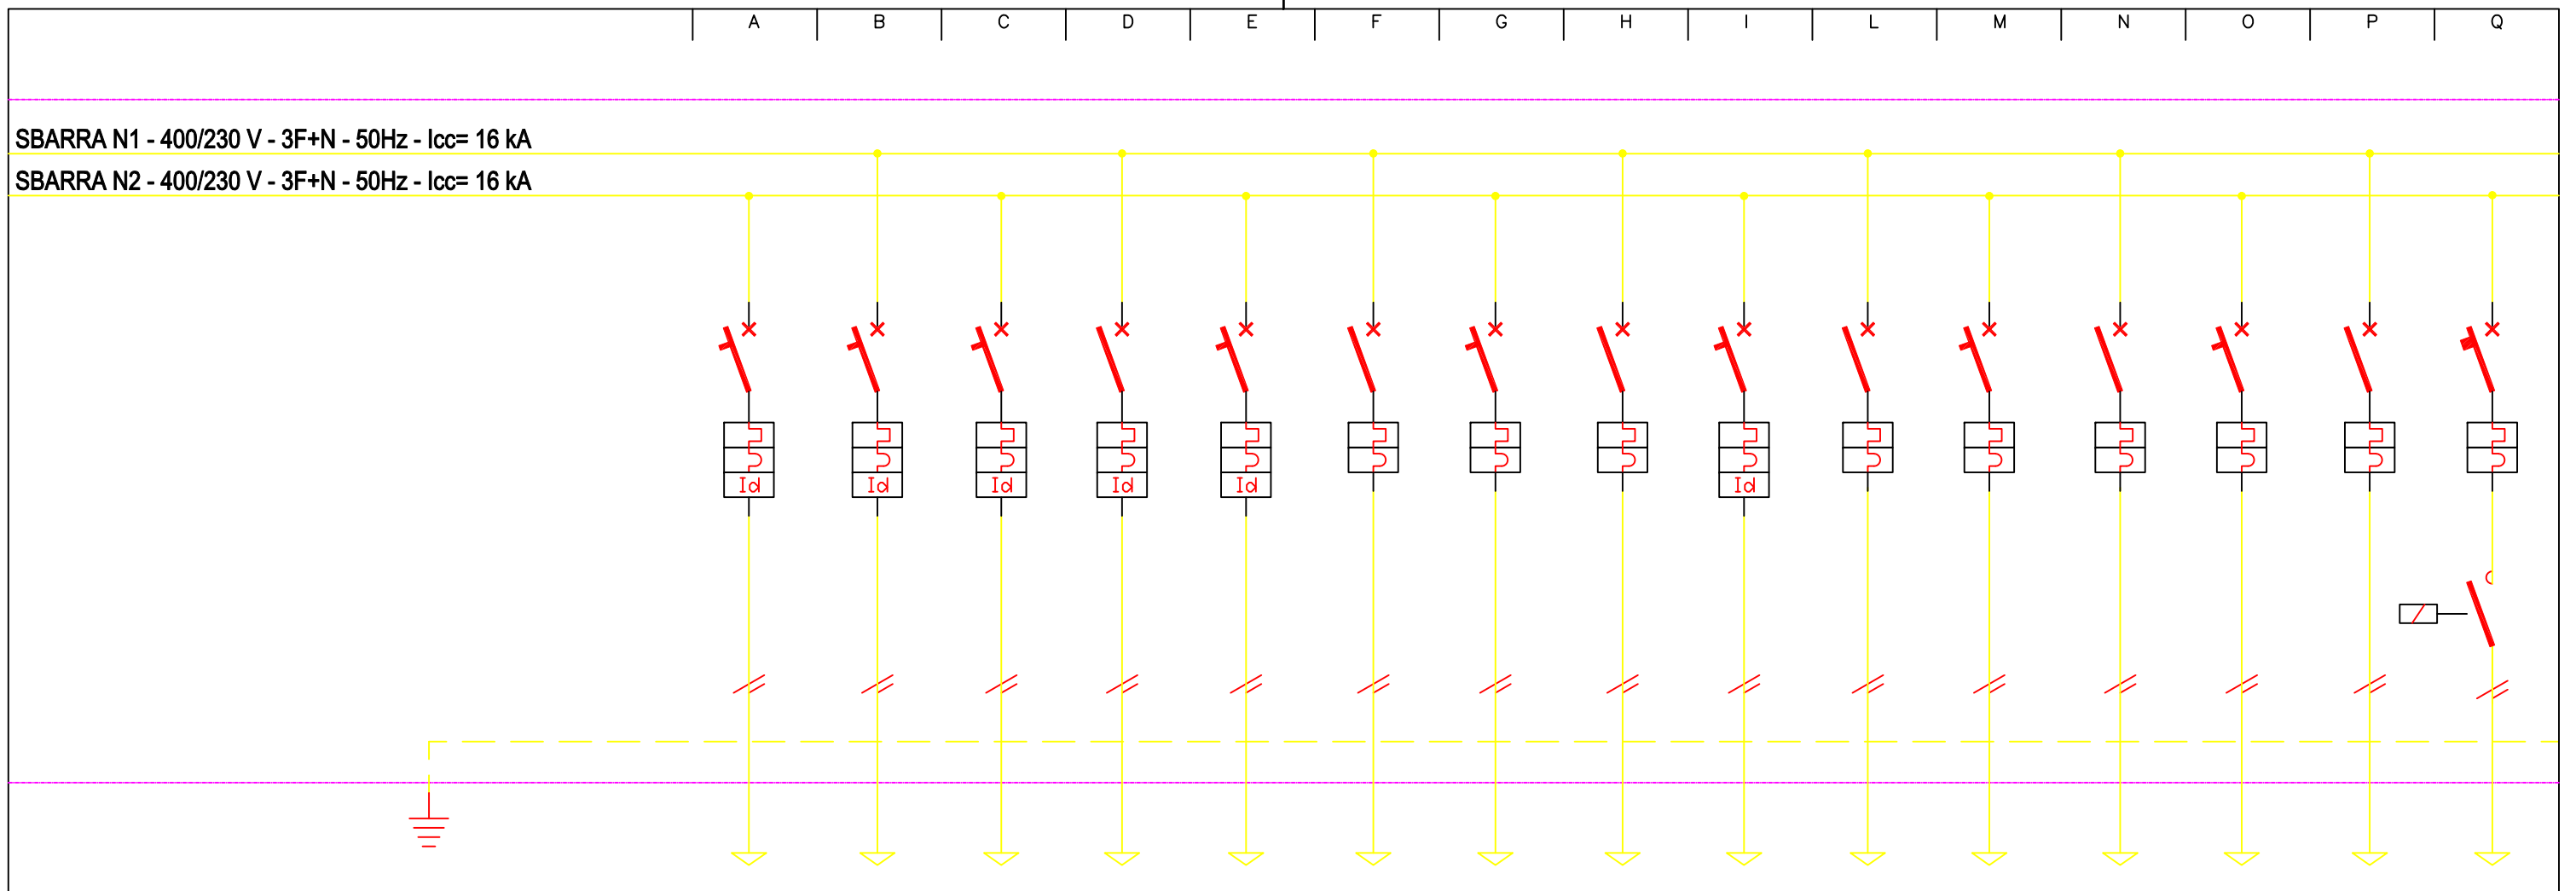 A B C D E F G H I L M N O P Q
SBARRA N1 - 400/230 V - 3F+N - 50Hz - Icc= 16 kA
SBARRA N2 - 400/230 V - 3F+N - 50Hz - Icc= 16 kA
Id Id Id Id Id Id